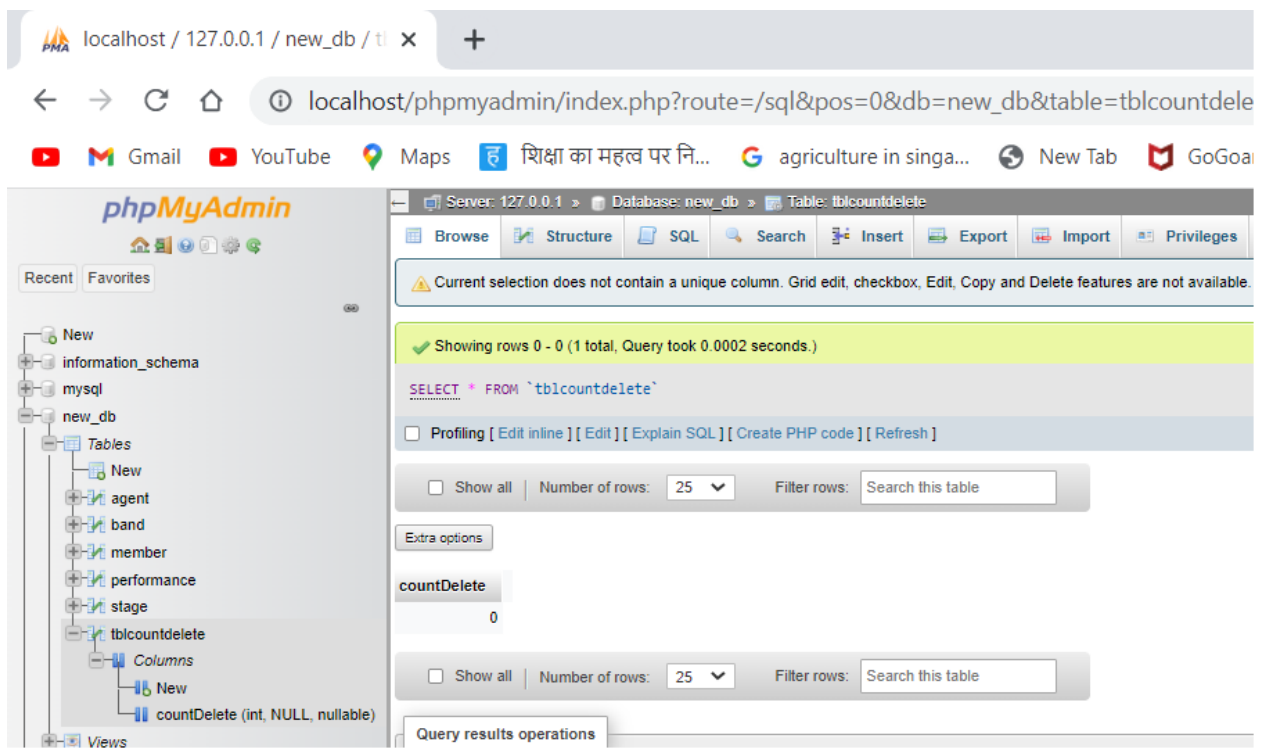 PMA localhost / 127.0.0.1 / new_db / tl
localhost/phpmyadmin/index.php?route=/sql&pos=0&db=new_db&table=tblcountdele
Gmail YouTube Maps ह शिक्षा का महत्व पर नि... G agriculture in singa... New Tab GoGoar
phpMyAdmin
Recent Favorites
New
information_schema
mysql
new_db
Tables
New
agent
band
member
performance
stage
tblcountdelete
Columns
New
countDelete (int, NULL, nullable)
Views
Server: 127.0.0.1 » Database: new_db » Table: tblcountdelete
Browse Structure SQL Search Insert Export Import Privileges
Current selection does not contain a unique column. Grid edit, checkbox, Edit, Copy and Delete features are not available.
Showing rows 0 - 0 (1 total, Query took 0.0002 seconds.)
SELECT * FROM `tblcountdelete`
Profiling [ Edit inline ] [ Edit ] [ Explain SQL ] [ Create PHP code ] [ Refresh ]
Show all | Number of rows: 25 Filter rows: Search this table
Extra options
countDelete
0
Show all | Number of rows: 25 Filter rows: Search this table
Query results operations